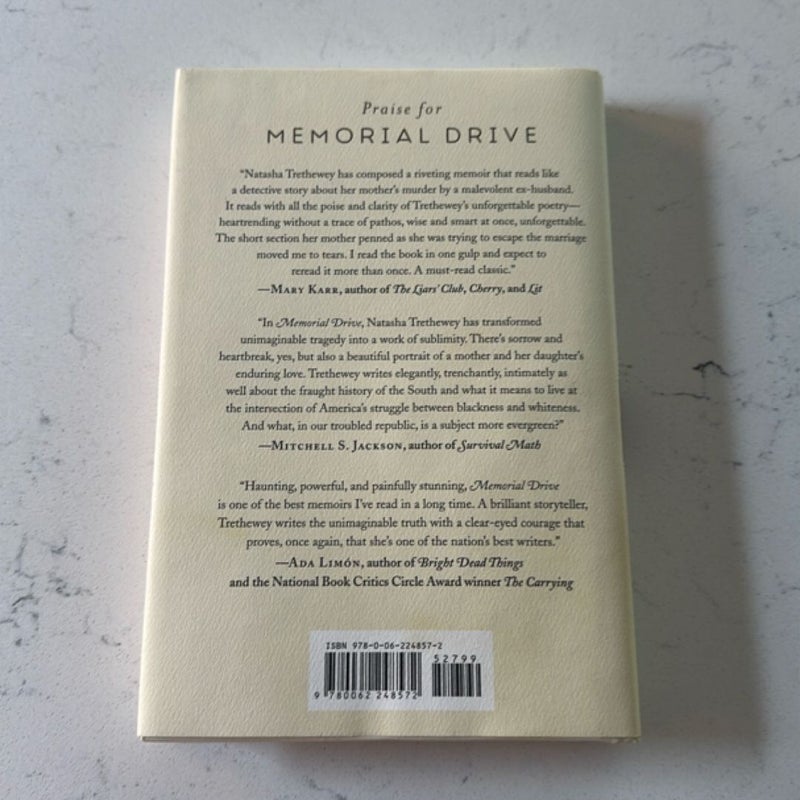 Praise for
MEMORIAL DRIVE
“Natasha Trethewey has composed a riveting memoir that reads like
a detective story about her mother’s murder by a malevolent ex-husband.
It reads with all the poise and clarity of Trethewey’s unforgettable poetry—
heartrending without a trace of pathos, wise and smart at once, unforgettable.
The short section her mother penned as she was trying to escape the marriage
moved me to tears. I read the book in one gulp and expect to
reread it more than once. A must-read classic.”
—MARY KARR, author of The Liars’ Club, Cherry, and Lit
“In Memorial Drive, Natasha Trethewey has transformed
unimaginable tragedy into a work of sublimity. There’s sorrow and
heartbreak, yes, but also a beautiful portrait of a mother and her daughter’s
enduring love. Trethewey writes elegantly, trenchantly, intimately as
well about the fraught history of the South and what it means to live at
the intersection of America’s struggle between blackness and whiteness.
And what, in our troubled republic, is a subject more evergreen?”
—MITCHELL S. JACKSON, author of Survival Math
“Haunting, powerful, and painfully stunning, Memorial Drive
is one of the best memoirs I’ve read in a long time. A brilliant storyteller,
Trethewey writes the unimaginable truth with a clear-eyed courage that
proves, once again, that she’s one of the nation’s best writers.”
—ADA LIMÓN, author of Bright Dead Things
and the National Book Critics Circle Award winner The Carrying
ISBN 978-0-06-224857-2
52799
9 780062 248572